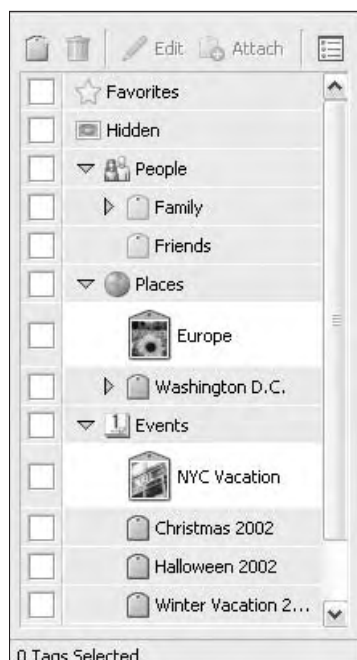 Edit Attach
Favorites
Hidden
People
Family
Friends
Places
Europe
Washington D.C.
1 Events
NYC Vacation
Christmas 2002
Halloween 2002
Winter Vacation 2...
0 Tags Selected